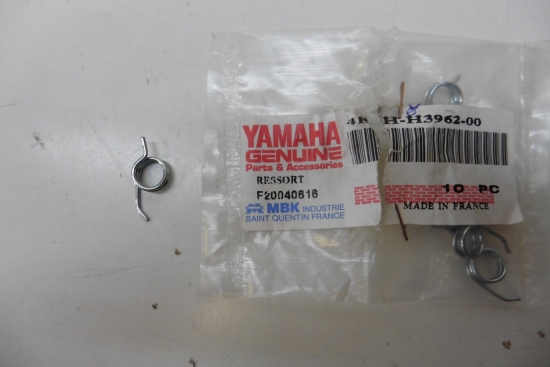 H-H3962-00
YAMAHA
GENUINE
Parts & Accessories
RESSORT
F20040616
MBK INDUSTRIE
SAINT QUENTIN FRANCE
10 PC
MADE IN FRANCE